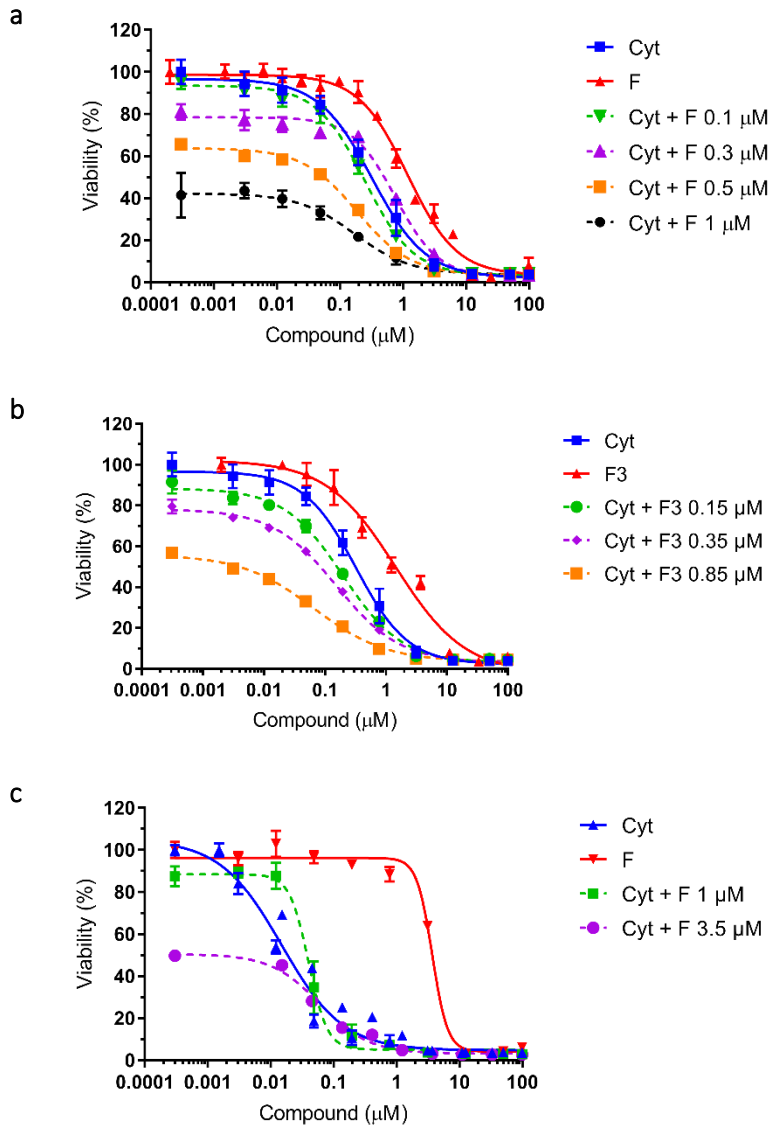 a
120
100
80
60
40
20
0
Viability (%)
0.0001 0.001 0.01 0.1 1 10 100
Compound (μM)
Cyt
F
Cyt + F 0.1 μM
Cyt + F 0.3 μM
Cyt + F 0.5 μM
Cyt + F 1 μM
b
120
100
80
60
40
20
0
Viability (%)
0.0001 0.001 0.01 0.1 1 10 100
Compound (μM)
Cyt
F3
Cyt + F3 0.15 μM
Cyt + F3 0.35 μM
Cyt + F3 0.85 μM
c
120
100
80
60
40
20
0
Viability (%)
0.0001 0.001 0.01 0.1 1 10 100
Compound (μM)
Cyt
F
Cyt + F 1 μM
Cyt + F 3.5 μM